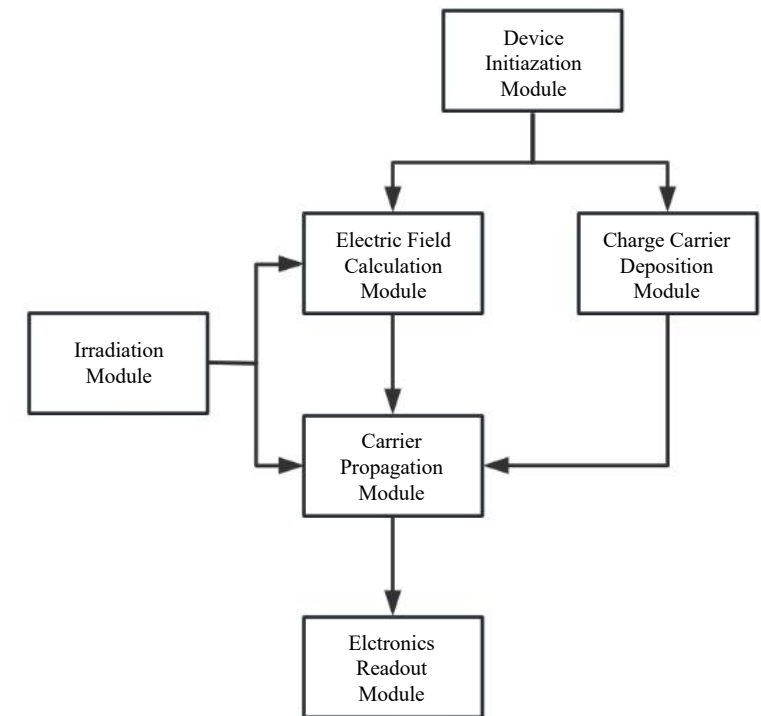 Device
Initiazation
Module
Electric Field
Calculation
Module
Charge Carrier
Deposition
Module
Irradiation
Module
Carrier
Propagation
Module
Elctronics
Readout
Module